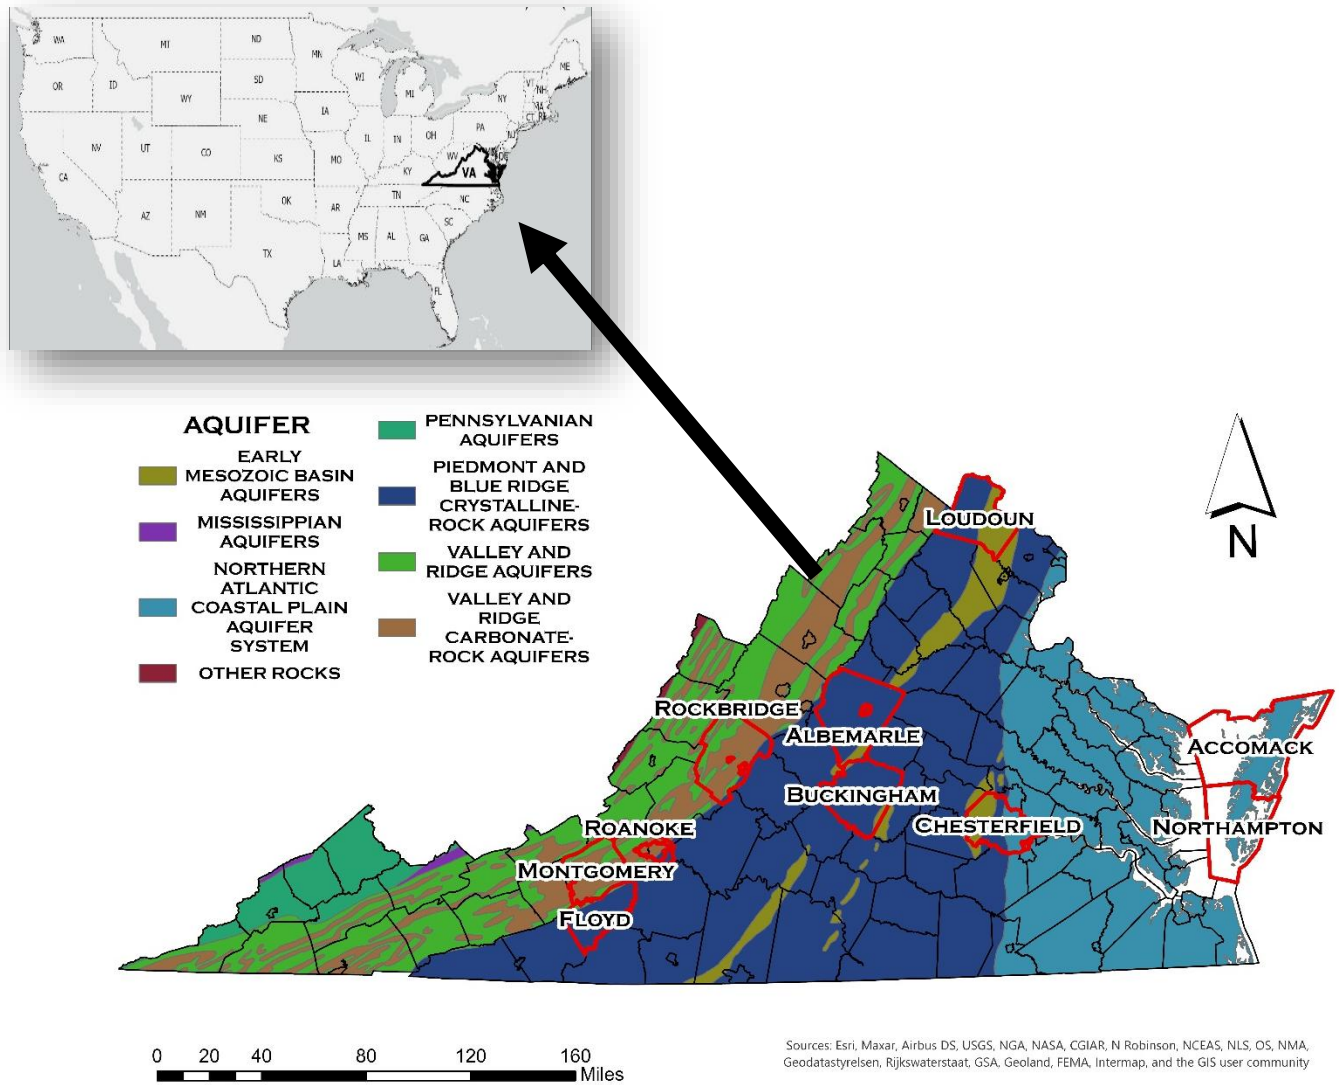 WA
MT
ND
MN
ME
OR
ID
SD
WI
MI
NY
VT
NH
MA
CT
RI
WY
IA
NE
PA
NJ
NV
UT
CO
IL
IN
OH
WV
VA
KS
MO
KY
CA
AZ
NM
OK
AR
TN
NC
SC
MS
AL
GA
TX
LA
FL
AQUIFER
EARLY
MESOZOIC BASIN
AQUIFERS
MISSISSIPPIAN
AQUIFERS
NORTHERN
ATLANTIC
COASTAL PLAIN
AQUIFER
SYSTEM
OTHER ROCKS
PENNSYLVANIAN
AQUIFERS
PIEDMONT AND
BLUE RIDGE
CRYSTALLINE-
ROCK AQUIFERS
VALLEY AND
RIDGE AQUIFERS
VALLEY AND
RIDGE
CARBONATE-
ROCK AQUIFERS
N
LOUDOUN
ROCKBRIDGE
ALBEMARLE
ACCOMACK
BUCKINGHAM
CHESTERFIELD
NORTHAMPTON
ROANOKE
MONTGOMERY
FLOYD
0 20 40 80 120 160
Miles
Sources: Esri, Maxar, Airbus DS, USGS, NGA, NASA, CGIAR, N Robinson, NCEAS, NLS, OS, NMA,
Geodatastyrelsen, Rijkswaterstaat, GSA, Geoland, FEMA, Intermap, and the GIS user community